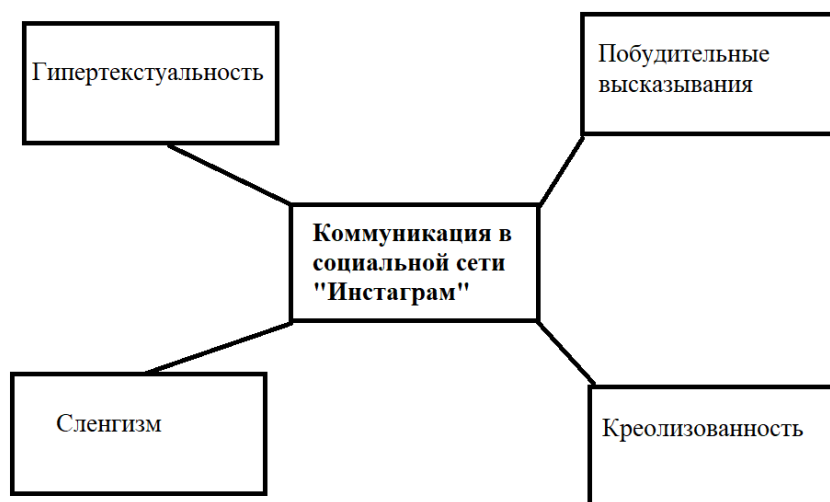 Гипертекстуальность
Побудительные
высказывания
Коммуникация в
социальной сети
"Инстаграм"
Сленгизм
Креолизованность